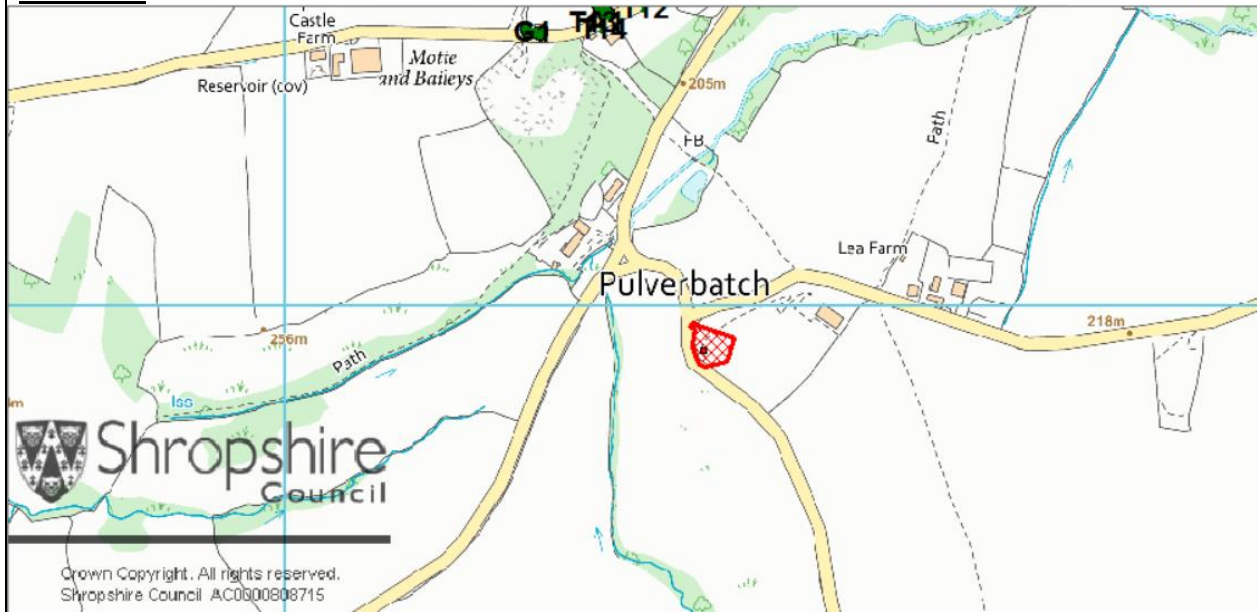 Castle
Farm
Motte
and Baileys
Reservoir (cov)
205m
FB
Path
Lea Farm
Pulverbatch
256m
218m
Path
Iss
Shropshire
Council
Crown Copyright. All rights reserved.
Shropshire Council AC0000808715